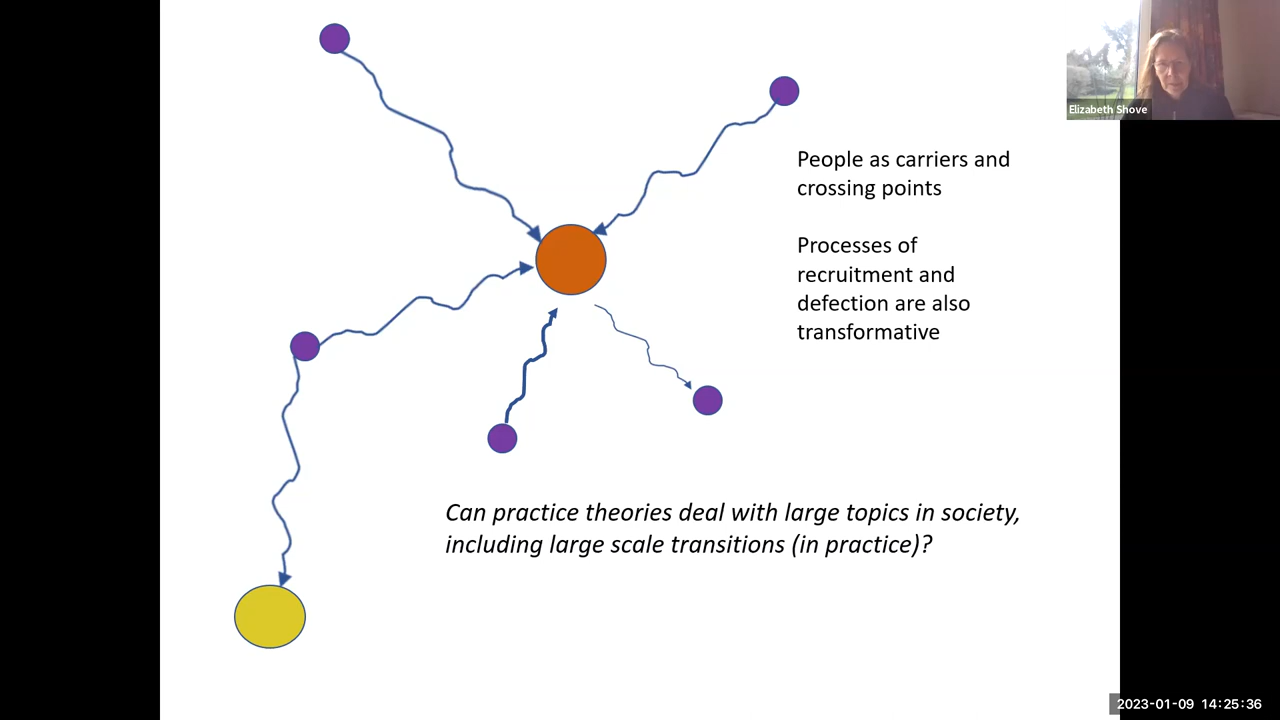 Elizabeth Shove
People as carriers and
crossing points
Processes of
recruitment and
defection are also
transformative
Can practice theories deal with large topics in society,
including large scale transitions (in practice)?
2023-01-09 14:25:36